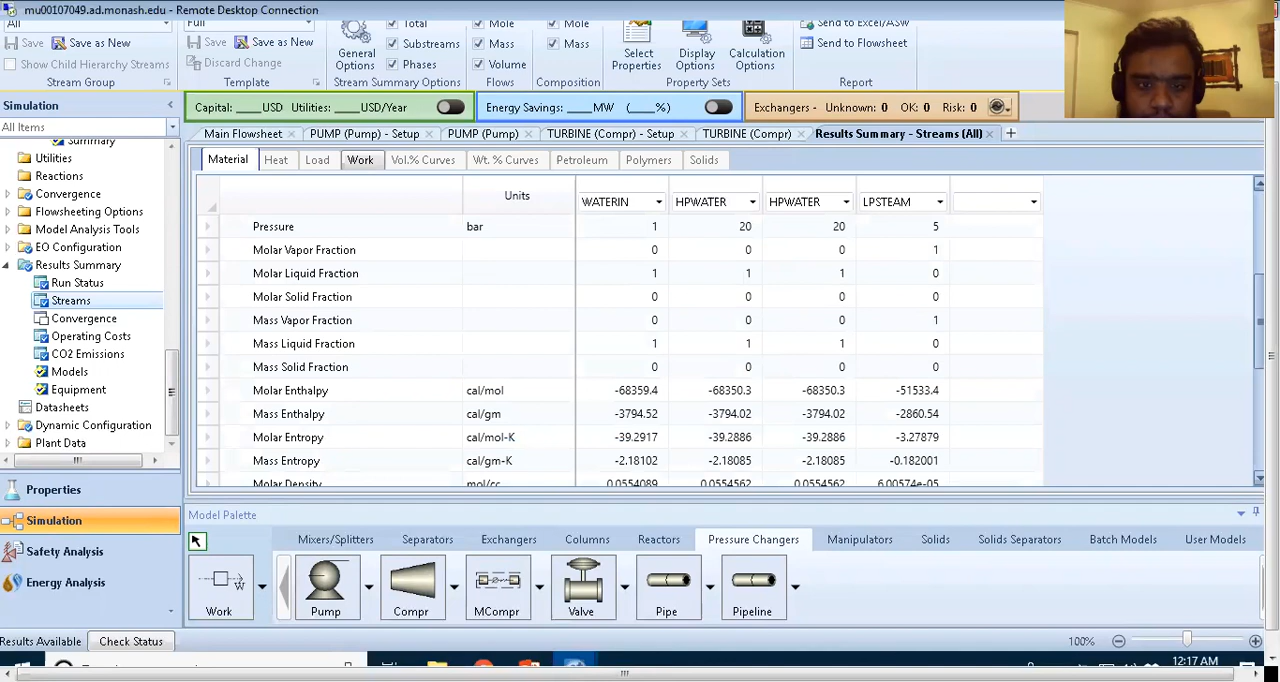 mu00107049.ad.monash.edu - Remote Desktop Connection
All
Full
Total
Mole
Mole
Send to Excel/ASW
Save Save as New
Save Save as New
Substreams
Mass
Mass
Send to Flowsheet
Show Child Hierarchy Streams
Discard Change
General Options
Phases
Volume
Select Properties
Display Options
Calculation Options
Stream Group
Template
Stream Summary Options
Flows
Composition
Property Sets
Report
Simulation
Capital: ____USD Utilities: ____USD/Year
Energy Savings: ____MW (____%)
Exchangers - Unknown: 0 OK: 0 Risk: 0
All Items
Main Flowsheet
PUMP (Pump) - Setup
PUMP (Pump)
TURBINE (Compr) - Setup
TURBINE (Compr)
Results Summary - Streams (All)
Summary
Utilities
Reactions
Convergence
Flowsheeting Options
Model Analysis Tools
EO Configuration
Results Summary
Run Status
Streams
Convergence
Operating Costs
CO2 Emissions
Models
Equipment
Datasheets
Dynamic Configuration
Plant Data
Material Heat Load Work Vol.% Curves Wt. % Curves Petroleum Polymers Solids
Units WATERIN HPWATER HPWATER LPSTEAM
Pressure bar 1 20 20 5
Molar Vapor Fraction 0 0 0 1
Molar Liquid Fraction 1 1 1 0
Molar Solid Fraction 0 0 0 0
Mass Vapor Fraction 0 0 0 1
Mass Liquid Fraction 1 1 1 0
Mass Solid Fraction 0 0 0 0
Molar Enthalpy cal/mol -68359.4 -68350.3 -68350.3 -51533.4
Mass Enthalpy cal/gm -3794.52 -3794.02 -3794.02 -2860.54
Molar Entropy cal/mol-K -39.2917 -39.2886 -39.2886 -3.27879
Mass Entropy cal/gm-K -2.18102 -2.18085 -2.18085 -0.182001
Molar Density mol/cc 0.0554089 0.0554562 0.0554562 6.00574e-05
Properties
Simulation
Safety Analysis
Energy Analysis
Model Palette
Mixers/Splitters Separators Exchangers Columns Reactors Pressure Changers Manipulators Solids Solids Separators Batch Models User Models
Work Pump Compr MCompr Valve Pipe Pipeline
Results Available Check Status
100%
12:17 AM